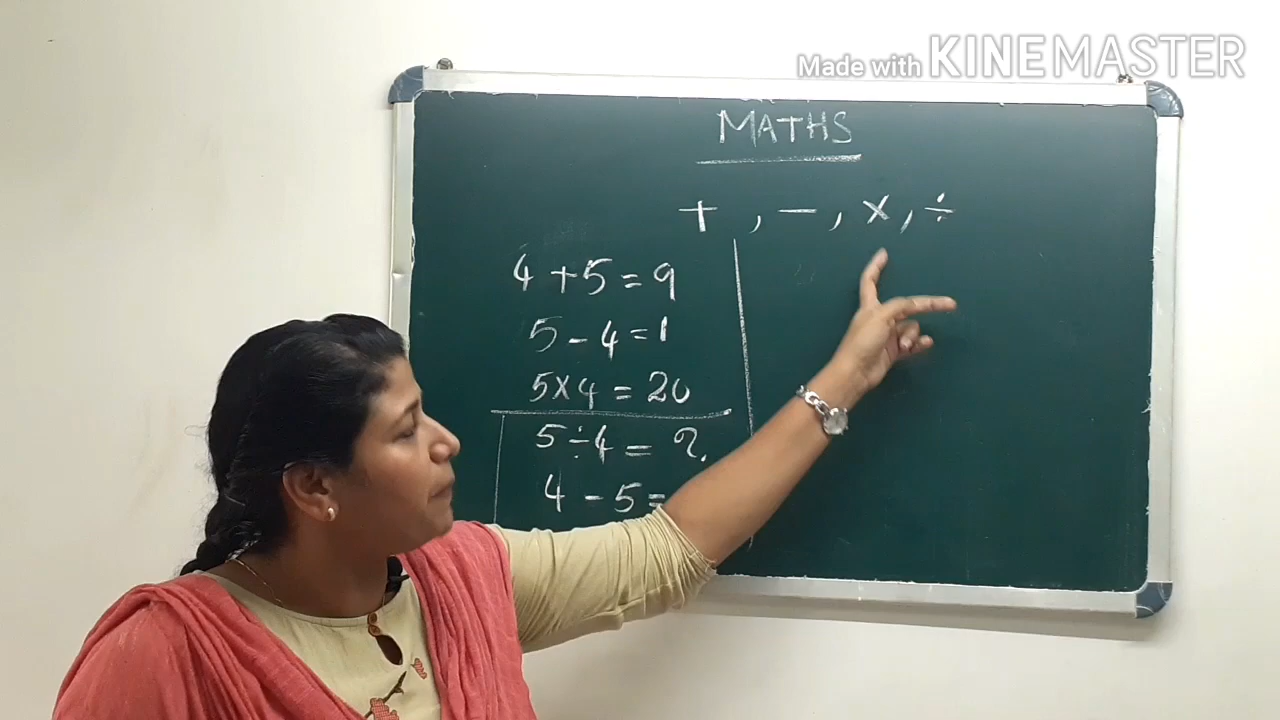 Made with KINEMASTER
MATHS
+ , − , × , ÷
4 + 5 = 9
5 − 4 = 1
5 × 4 = 20
5 ÷ 4 = ?
4 − 5 =